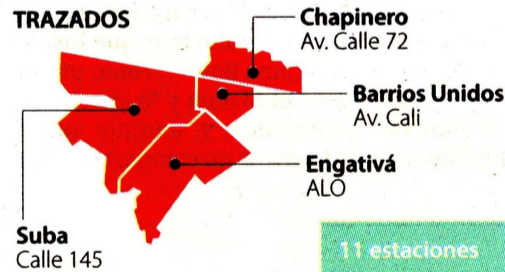 TRAZADOS
Chapinero
Av. Calle 72
Barrios Unidos
Av. Cali
Engativá
ALO
Suba
Calle 145
11 estaciones